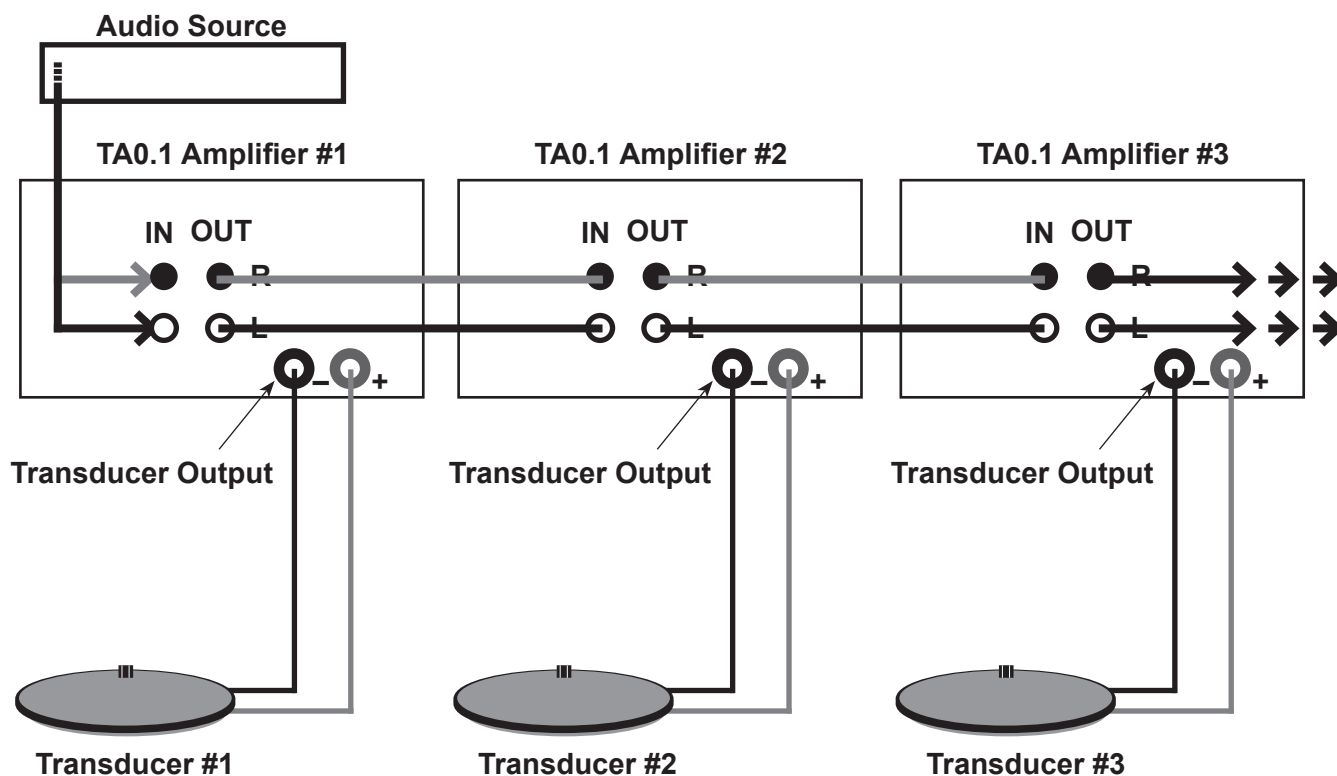 Audio Source
TA0.1 Amplifier #1 TA0.1 Amplifier #2 TA0.1 Amplifier #3
IN OUT IN OUT IN OUT
R R R
L L L
– + – + – +
Transducer Output Transducer Output Transducer Output
Transducer #1 Transducer #2 Transducer #3